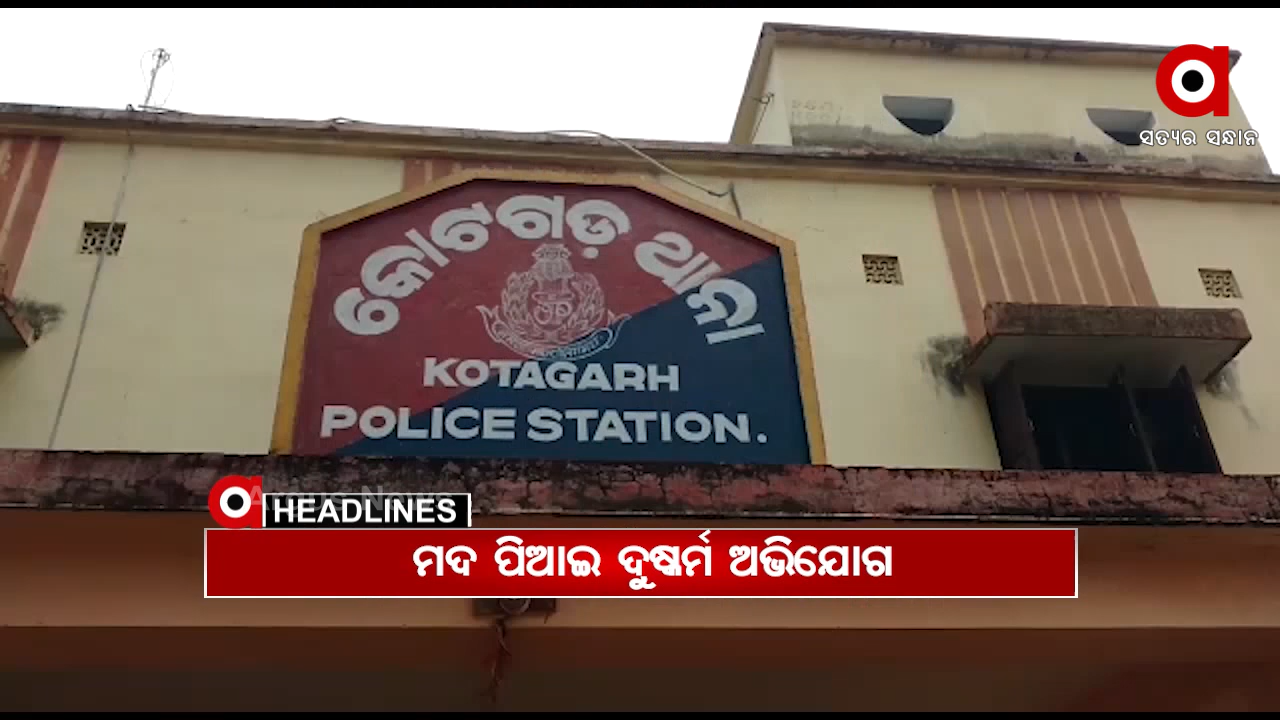 ସତ୍ୟର ସନ୍ଧାନ
କୋଟଗଡ଼ ଥାନା
KOTAGARH
POLICE STATION.
HEADLINES
ମଦ ପିଆଇ ଦୁଷ୍କର୍ମ ଅଭିଯୋଗ